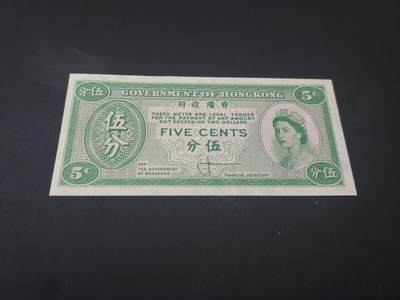 分伍 GOVERNMENT OF HONGKONG 5¢
府政港香
THESE NOTES ARE LEGAL TENDER
FOR THE PAYMENT OF ANY AMOUNT
NOT EXCEEDING TWO DOLLARS
伍分
FIVE CENTS
分伍
FOR
THE GOVERNMENT
OF HONGKONG
FINANCIAL SECRETARY
5¢ 分伍